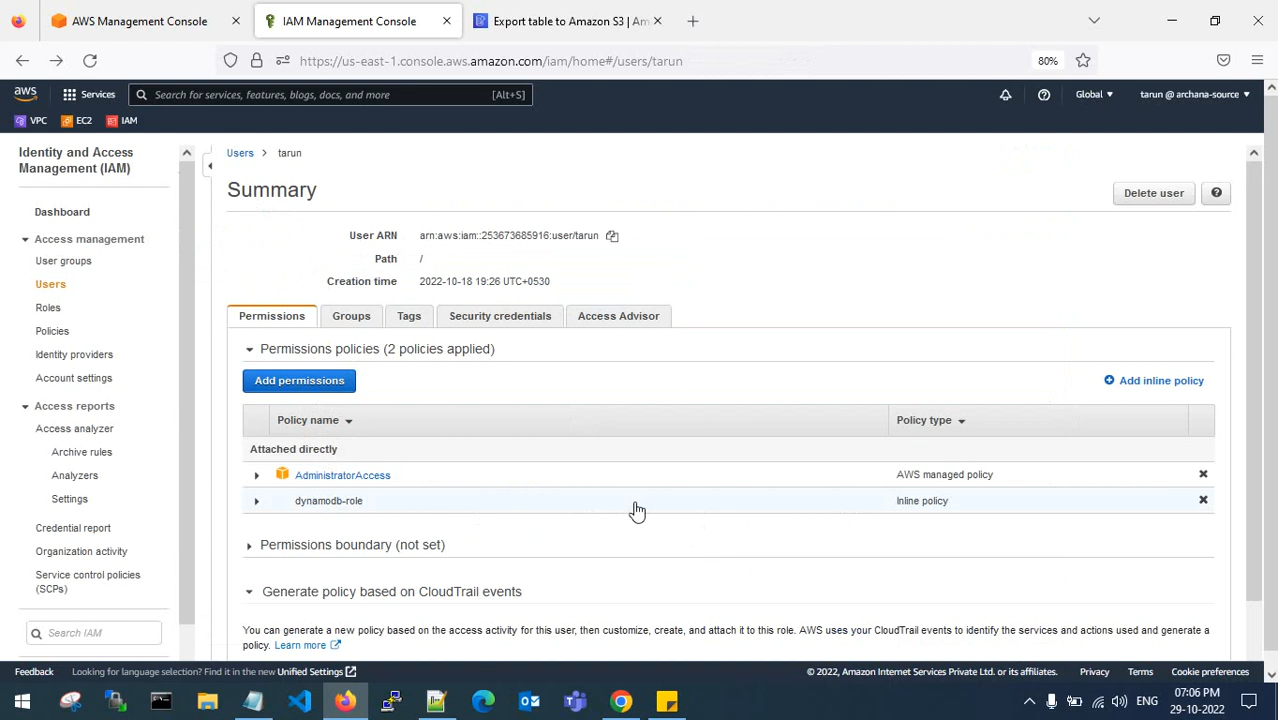 AWS Management Console
IAM Management Console
Export table to Amazon S3 | Am
https://us-east-1.console.aws.amazon.com/iam/home#/users/tarun
80%
aws
Services
Search for services, features, blogs, docs, and more
[Alt+S]
Global
tarun @ archana-source
VPC
EC2
IAM
Identity and Access
Management (IAM)
Dashboard
Access management
User groups
Users
Roles
Policies
Identity providers
Account settings
Access reports
Access analyzer
Archive rules
Analyzers
Settings
Credential report
Organization activity
Service control policies
(SCPs)
Search IAM
Users > tarun
Summary
Delete user
User ARN arn:aws:iam::253673685916:user/tarun
Path /
Creation time 2022-10-18 19:26 UTC+0530
Permissions
Groups
Tags
Security credentials
Access Advisor
Permissions policies (2 policies applied)
Add permissions
Add inline policy
Policy name
Policy type
Attached directly
AdministratorAccess
AWS managed policy
dynamodb-role
Inline policy
Permissions boundary (not set)
Generate policy based on CloudTrail events
You can generate a new policy based on the access activity for this user, then customize, create, and attach it to this role. AWS uses your CloudTrail events to identify the services and actions used and generate a
policy. Learn more
Feedback
Looking for language selection? Find it in the new Unified Settings
© 2022, Amazon Internet Services Private Ltd. or its affiliates.
Privacy
Terms
Cookie preferences
ENG
07:06 PM
29-10-2022